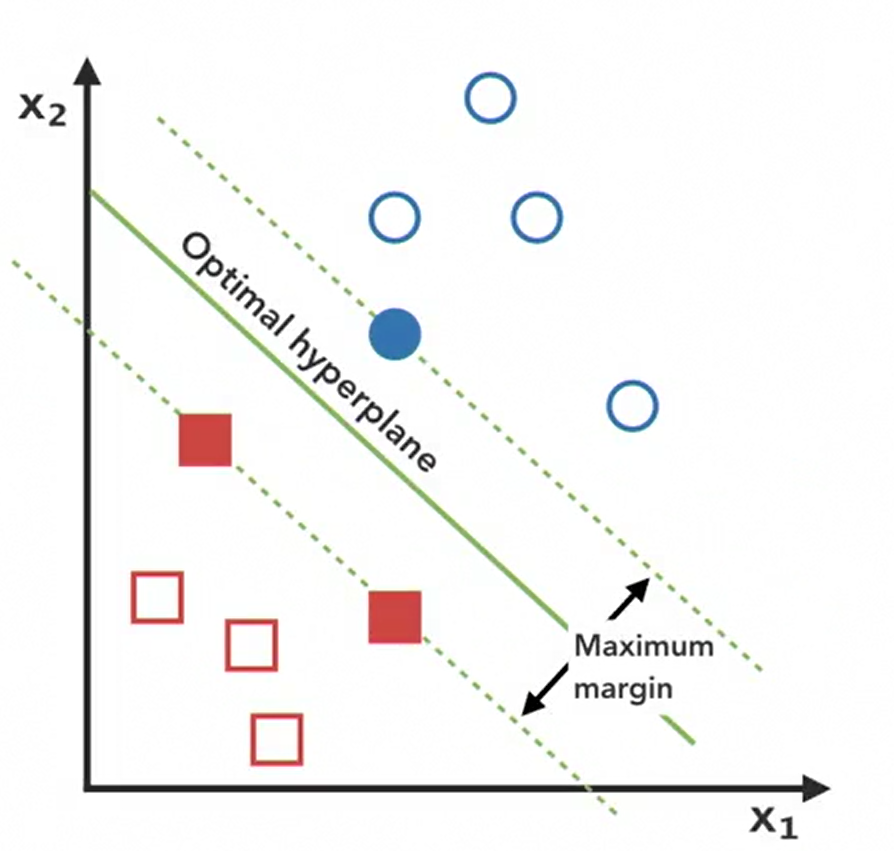 x₂
Optimal hyperplane
Maximum
margin
x₁